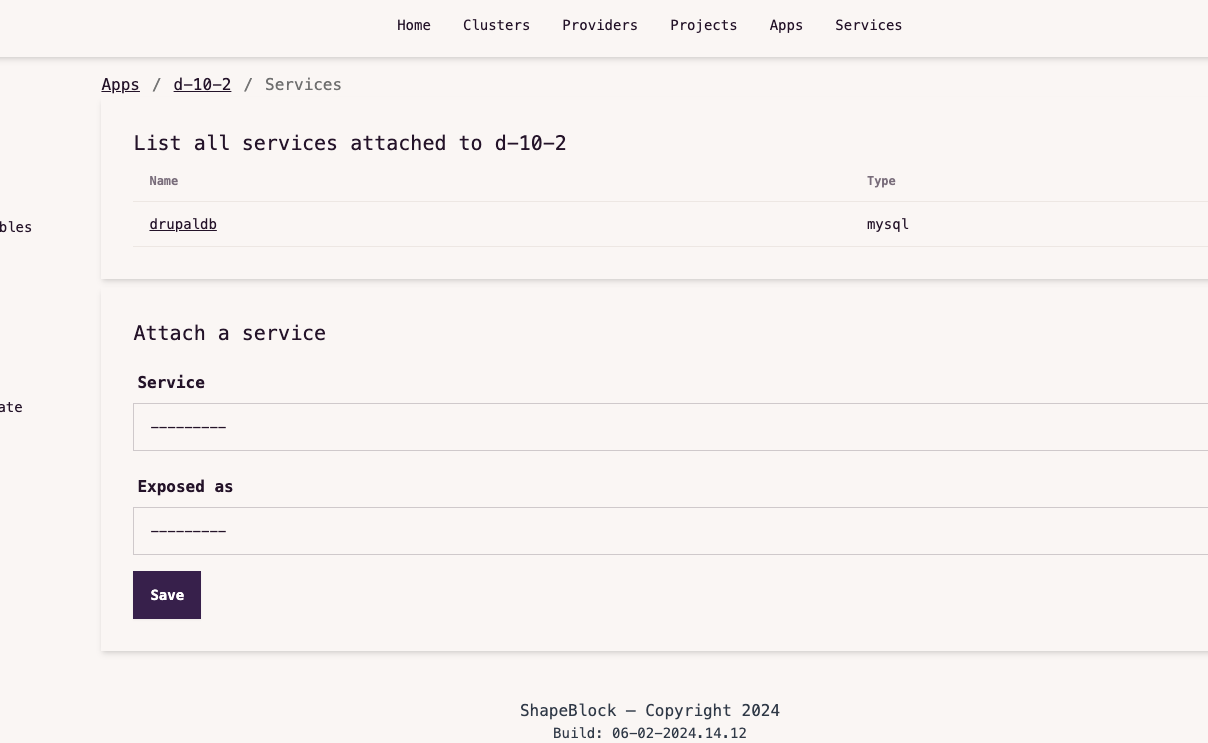 Home Clusters Providers Projects Apps Services
Apps / d-10-2 / Services
List all services attached to d-10-2
Name Type
drupaldb mysql
bles
Attach a service
Service
---------
ate
Exposed as
---------
Save
ShapeBlock — Copyright 2024
Build: 06-02-2024.14.12